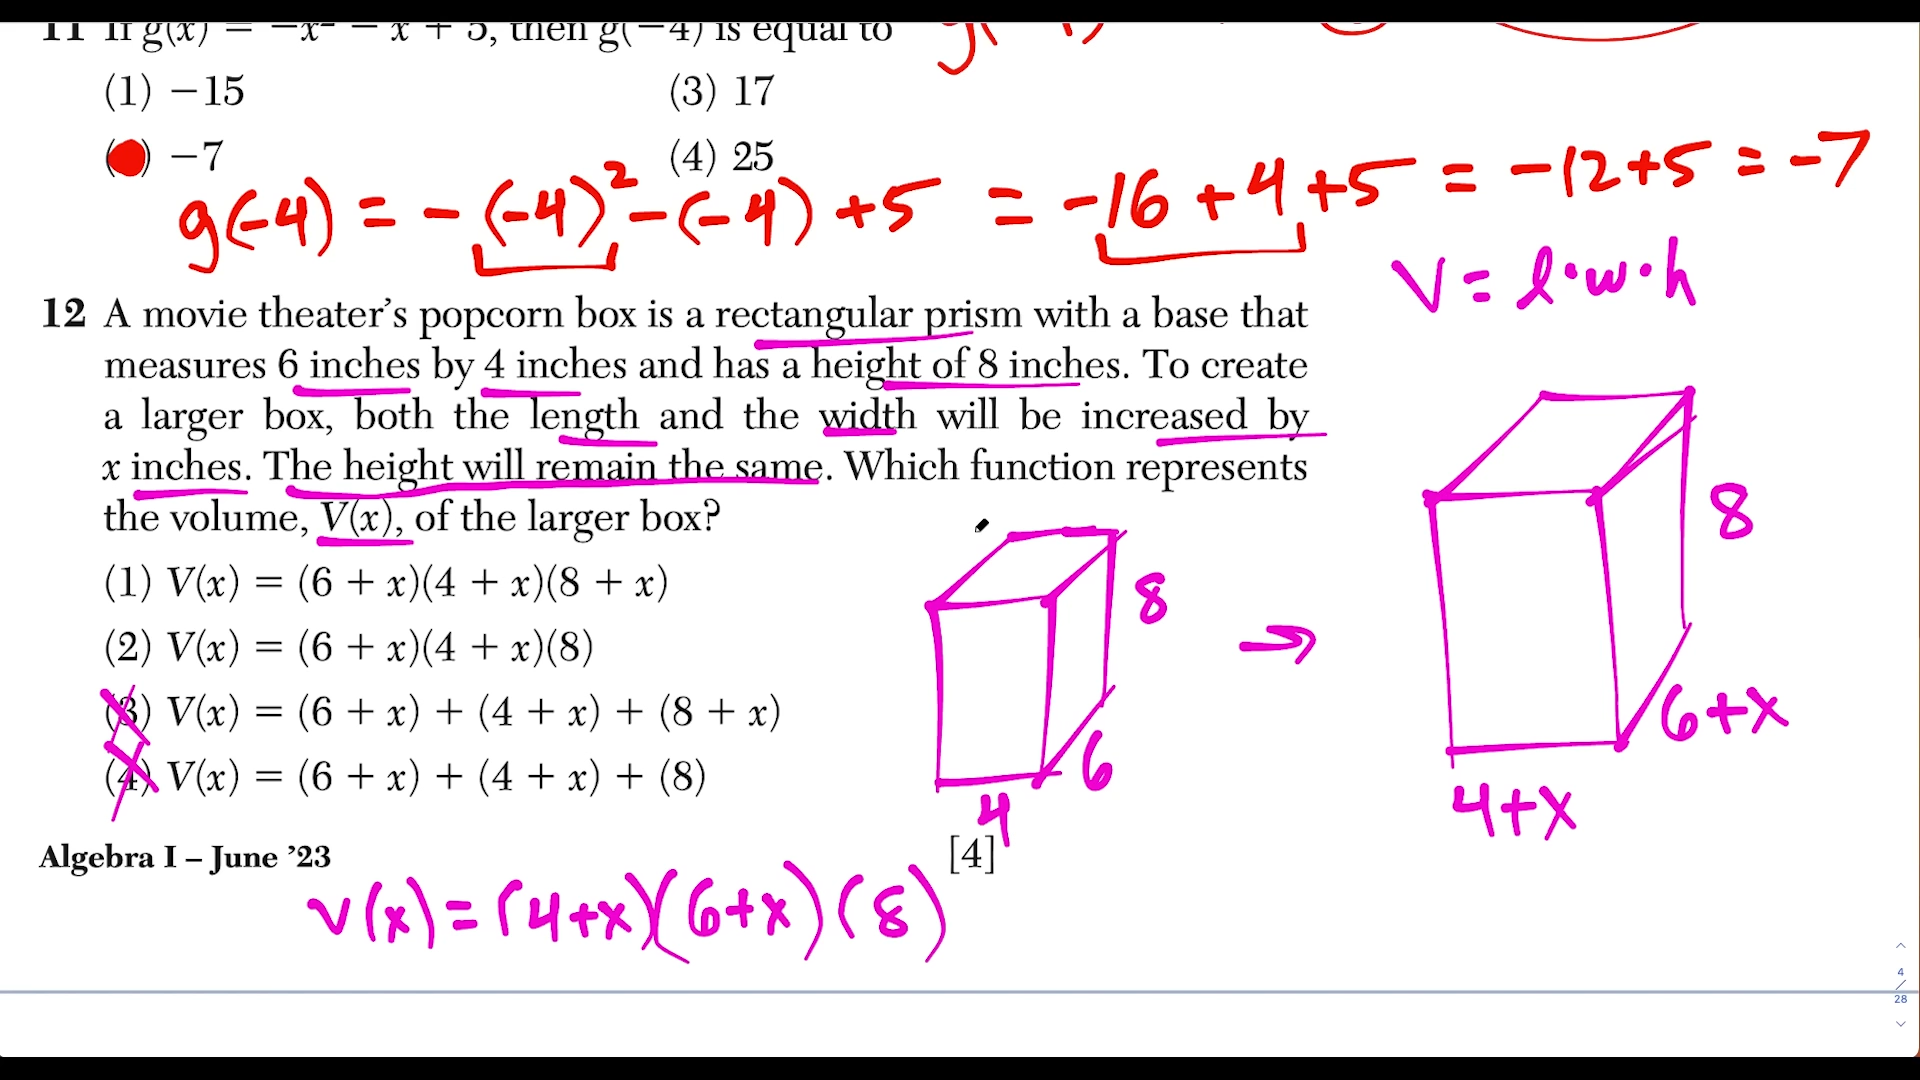 11 If g(x) = −x² − x + 5, then g(−4) is equal to
(1) −15
(3) 17
( ) −7
(4) 25
g(-4) = -(-4)² -(-4) +5 = -16 +4 +5 = -12+5 = -7
V = l·w·h
12 A movie theater’s popcorn box is a rectangular prism with a base that
measures 6 inches by 4 inches and has a height of 8 inches. To create
a larger box, both the length and the width will be increased by
x inches. The height will remain the same. Which function represents
the volume, V(x), of the larger box?
(1) V(x) = (6 + x)(4 + x)(8 + x)
(2) V(x) = (6 + x)(4 + x)(8)
(3) V(x) = (6 + x) + (4 + x) + (8 + x)
(4) V(x) = (6 + x) + (4 + x) + (8)
8
6
4
8
6+x
4+x
Algebra I – June ’23
[4]
V(x) = (4+x)(6+x)(8)
4
/
28